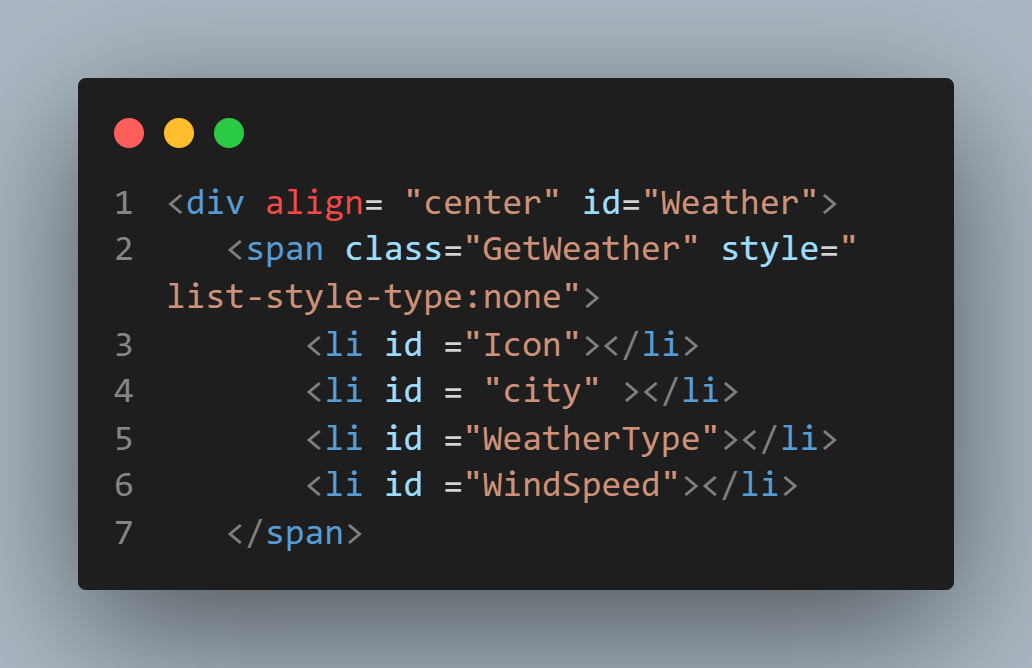 1 <div align= "center" id="Weather">
2    <span class="GetWeather" style="
list-style-type:none">
3        <li id ="Icon"></li>
4        <li id = "city" ></li>
5        <li id ="WeatherType"></li>
6        <li id ="WindSpeed"></li>
7    </span>